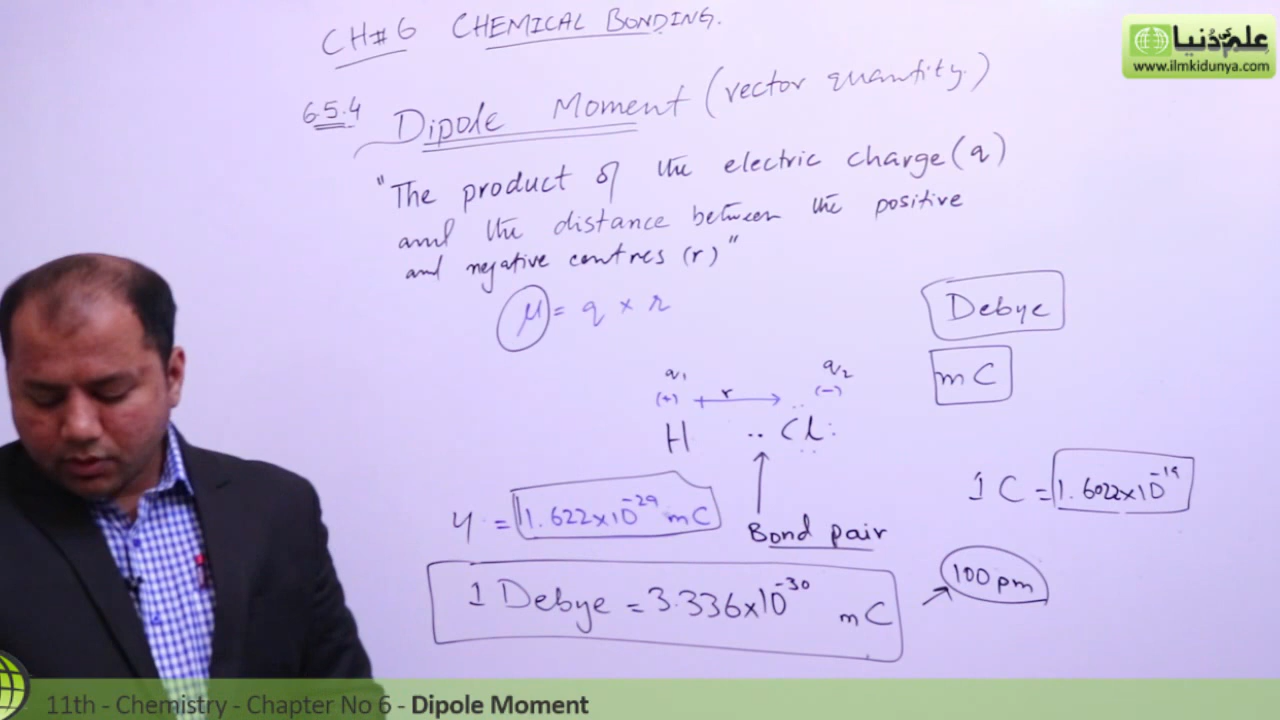 CH# 6 CHEMICAL BONDING.
علم کی دُنیا
www.ilmkidunya.com
6.5.4 Dipole Moment (vector quantity.)
"The product of the electric charge (q)
and the distance between the positive
and negative centres (r)"
μ = q × r
Debye
mC
q₁ q₂
(+) r (−)
H .. Cl
1 C = 1.6022×10⁻¹⁹
μ = 1.622×10⁻²⁹ mC
Bond pair
1 Debye = 3.336×10⁻³⁰ mC
100 pm
11th - Chemistry - Chapter No 6 - Dipole Moment